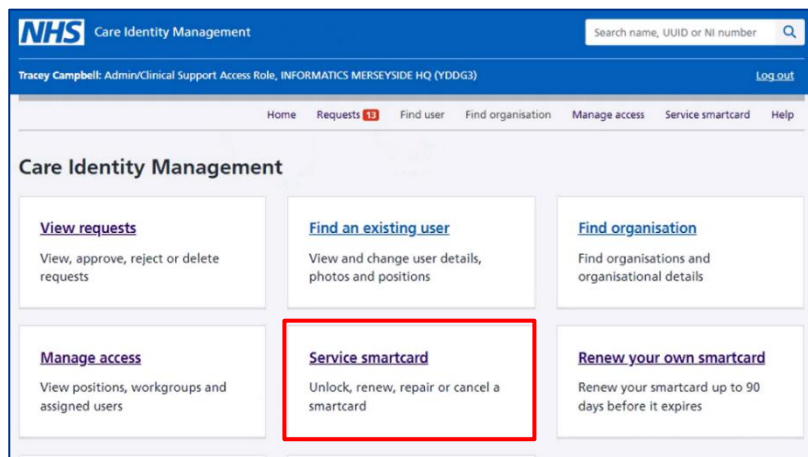 NHS Care Identity Management
Search name, UUID or NI number
Tracey Campbell: Admin/Clinical Support Access Role, INFORMATICS MERSEYSIDE HQ (YDDG3)
Log out
Home Requests 13 Find user Find organisation Manage access Service smartcard Help
Care Identity Management
View requests
View, approve, reject or delete
requests
Find an existing user
View and change user details,
photos and positions
Find organisation
Find organisations and
organisational details
Manage access
View positions, workgroups and
assigned users
Service smartcard
Unlock, renew, repair or cancel a
smartcard
Renew your own smartcard
Renew your smartcard up to 90
days before it expires